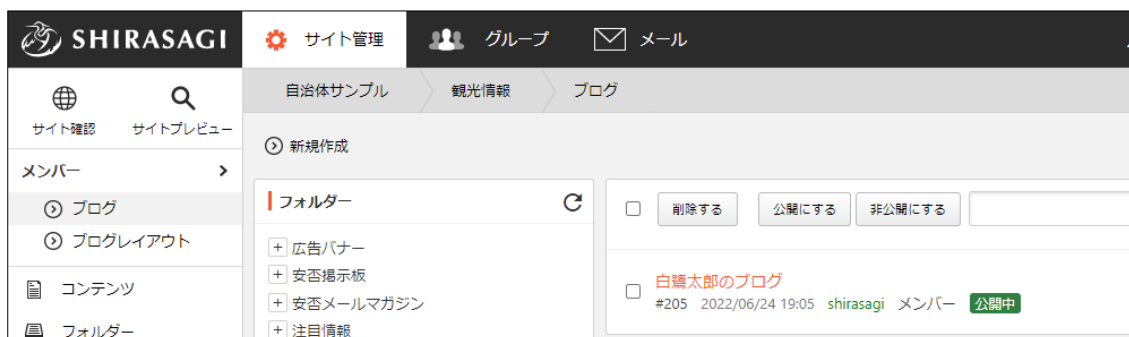 SHIRASAGI
サイト管理
グループ
メール
サイト確認
サイトプレビュー
自治体サンプル
観光情報
ブログ
新規作成
メンバー
ブログ
ブログレイアウト
コンテンツ
フォルダー
フォルダー
広告バナー
安否掲示板
安否メールマガジン
注目情報
削除する
公開にする
非公開にする
白鷺太郎のブログ
#205 2022/06/24 19:05 shirasagi メンバー 公開中